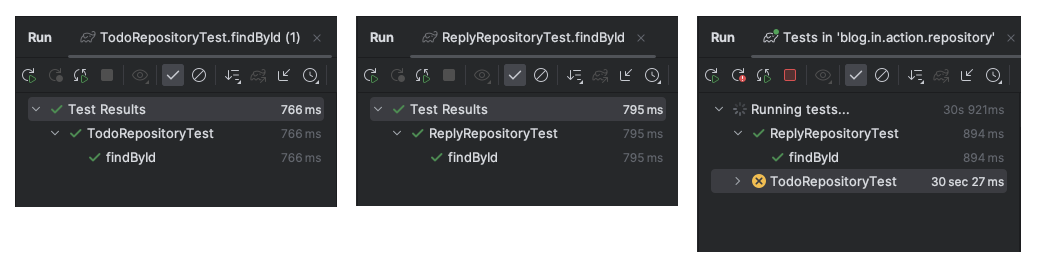 Run TodoRepositoryTest.findById (1)
Test Results 766 ms
TodoRepositoryTest 766 ms
findById 766 ms
Run ReplyRepositoryTest.findById
Test Results 795 ms
ReplyRepositoryTest 795 ms
findById 795 ms
Run Tests in 'blog.in.action.repository'
Running tests... 30s 921ms
ReplyRepositoryTest 894 ms
findById 894 ms
TodoRepositoryTest 30 sec 27 ms